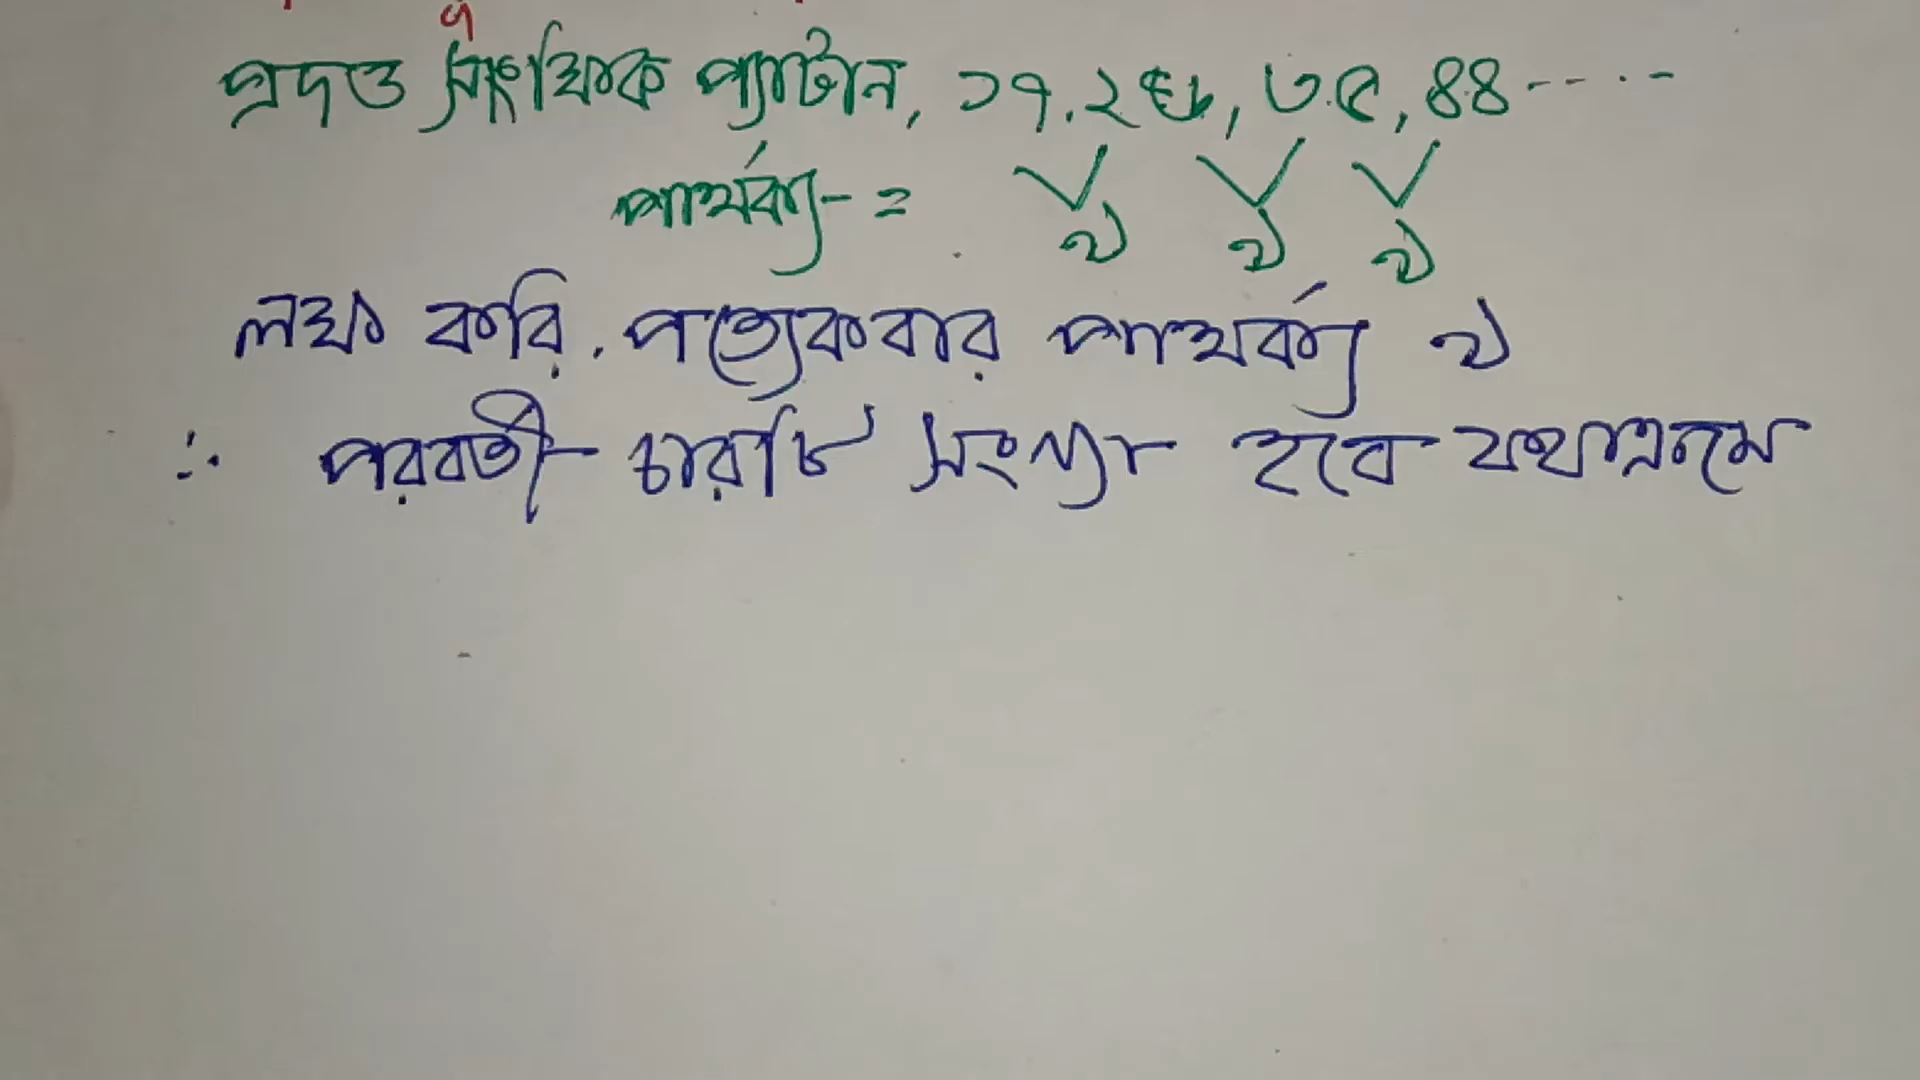 প্রদত্ত সংখ্যিক প্যাটান, ১৭.২৬, ৩৫, ৪৪-----
পার্থক্য- = ৯ ৯ ৯
লক্ষ্য করি. পত্যেকবার পার্থক্য ৯
∴ পরবর্তী চারটি সংখ্যা হবে যথাক্রমে